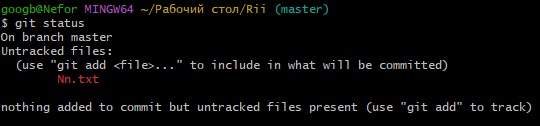 googb@Nefor MINGW64 ~/Рабочий стол/Rii (master)
$ git status
On branch master
Untracked files:
  (use "git add <file>..." to include in what will be committed)
        Nn.txt

nothing added to commit but untracked files present (use "git add" to track)